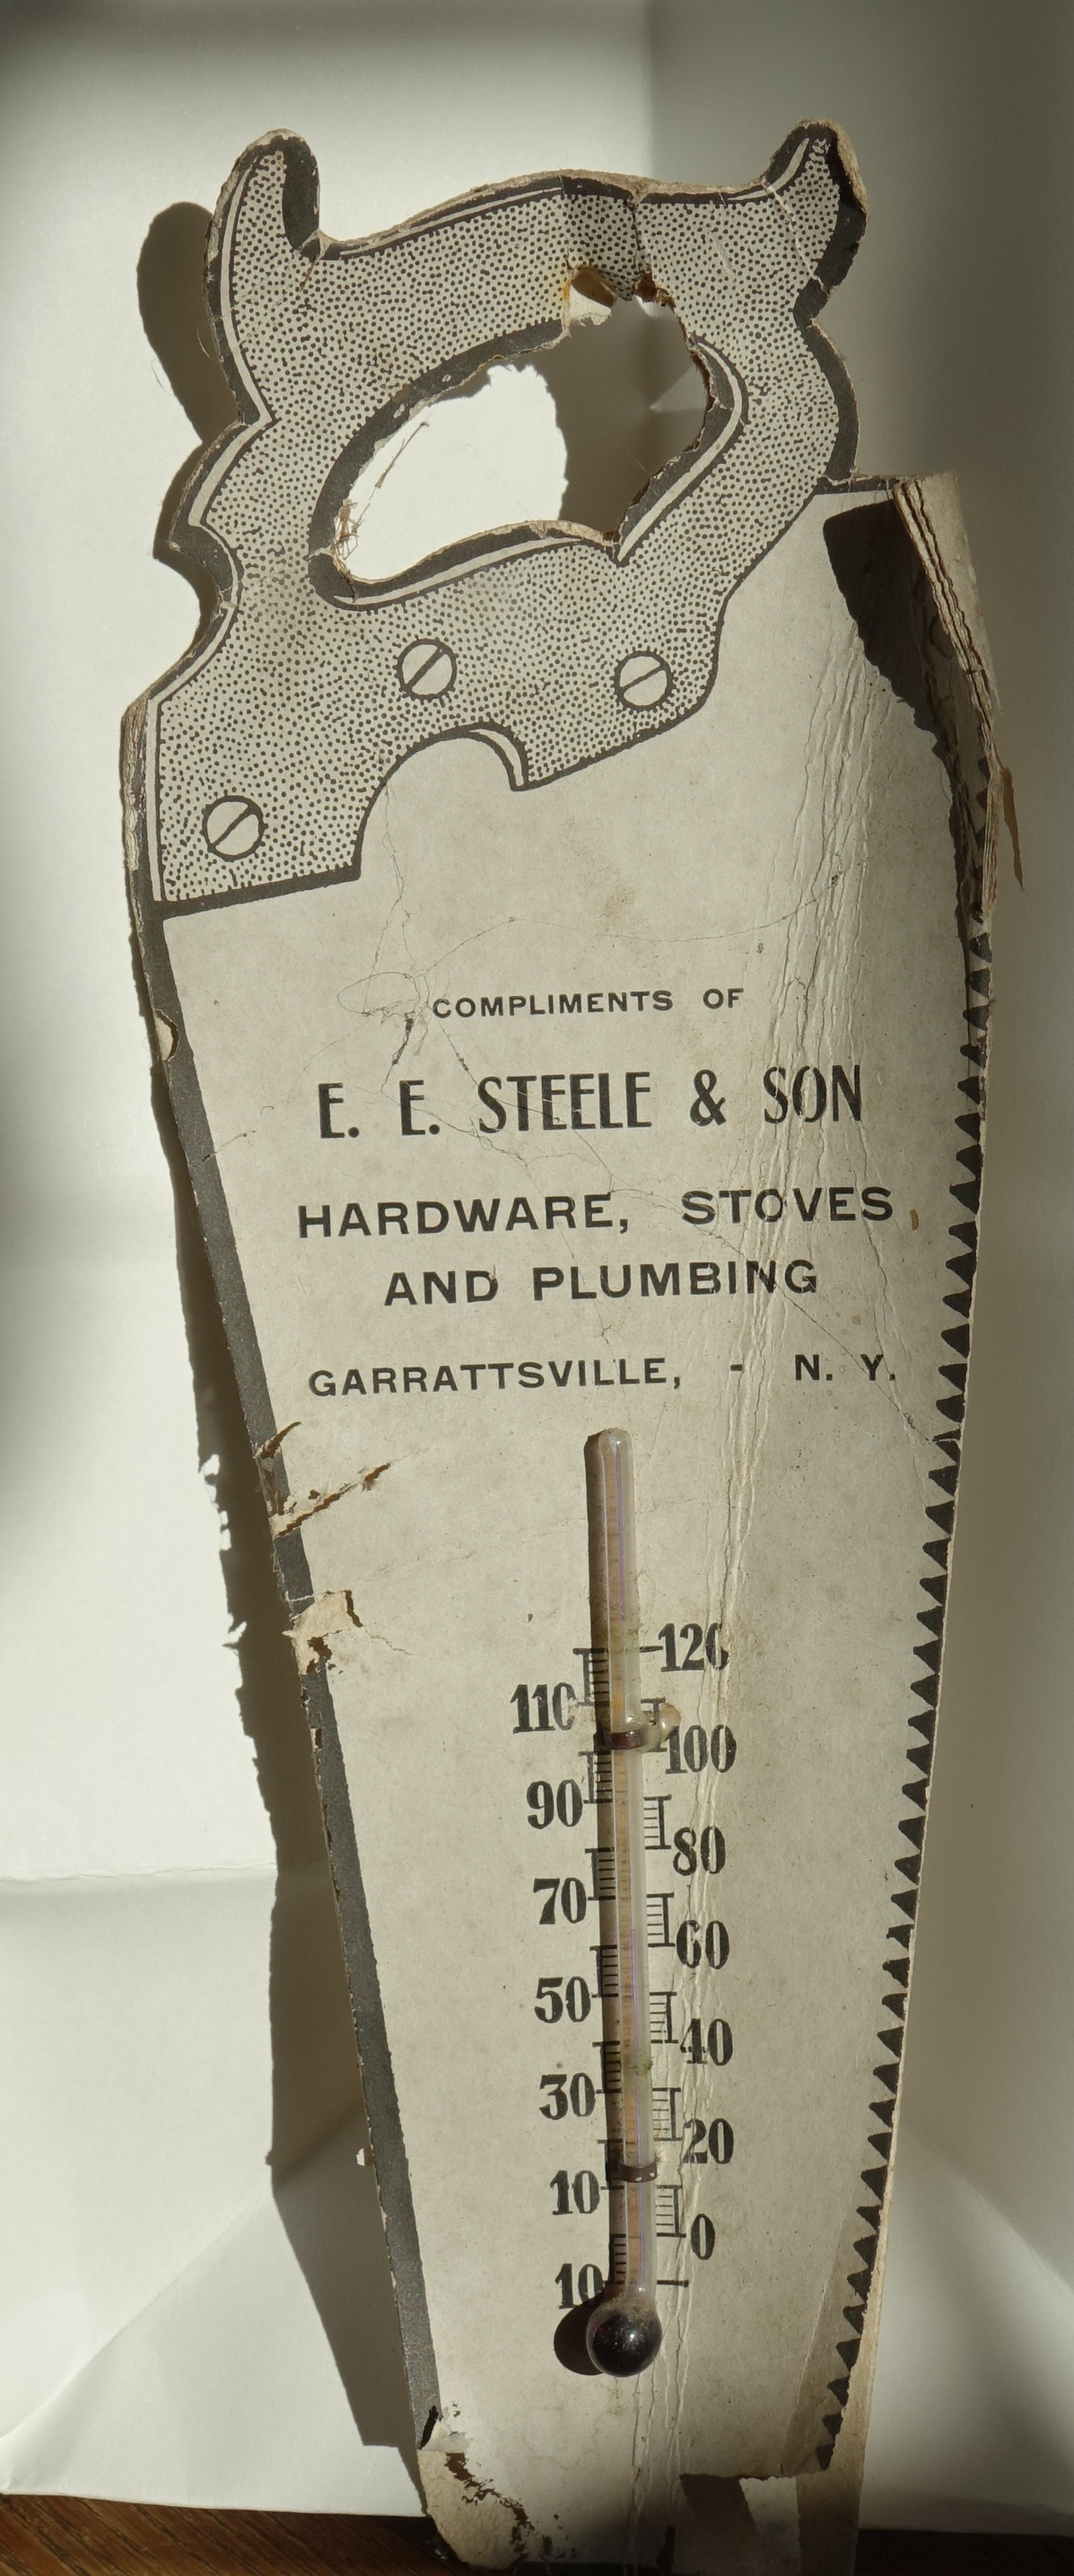 COMPLIMENTS OF
E. E. STEELE & SON
HARDWARE, STOVES
AND PLUMBING
GARRATTSVILLE, - N. Y.
120
110
100
90
80
70
60
50
40
30
20
10
0
10